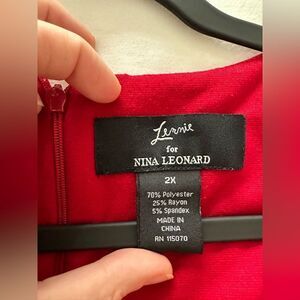 Lennie
for
NINA LEONARD
2X
70% Polyester
25% Rayon
5% Spandex
MADE IN
CHINA
RN 115070